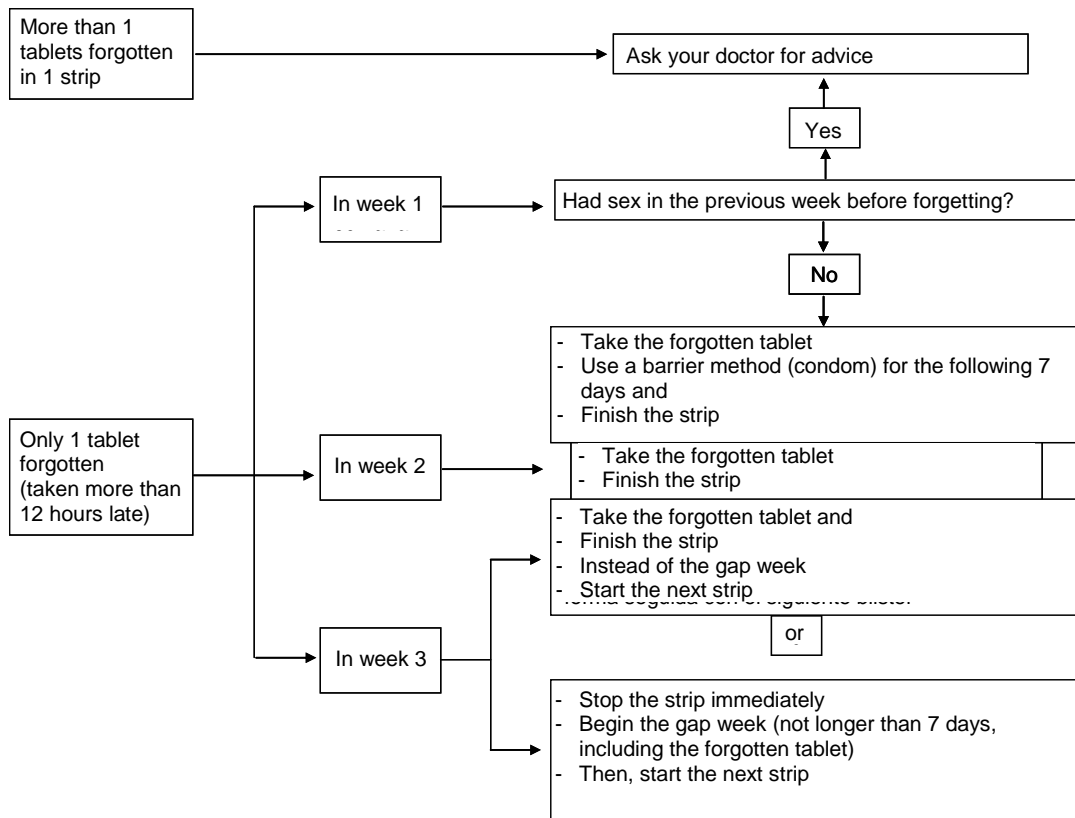 More than 1
tablets forgotten
in 1 strip
Ask your doctor for advice
Yes
In week 1
Had sex in the previous week before forgetting?
No
- Take the forgotten tablet
- Use a barrier method (condom) for the following 7
days and
- Finish the strip
Only 1 tablet
forgotten
(taken more than
12 hours late)
In week 2
- Take the forgotten tablet
- Finish the strip
- Take the forgotten tablet and
- Finish the strip
- Instead of the gap week
- Start the next strip
or
In week 3
- Stop the strip immediately
- Begin the gap week (not longer than 7 days,
including the forgotten tablet)
- Then, start the next strip